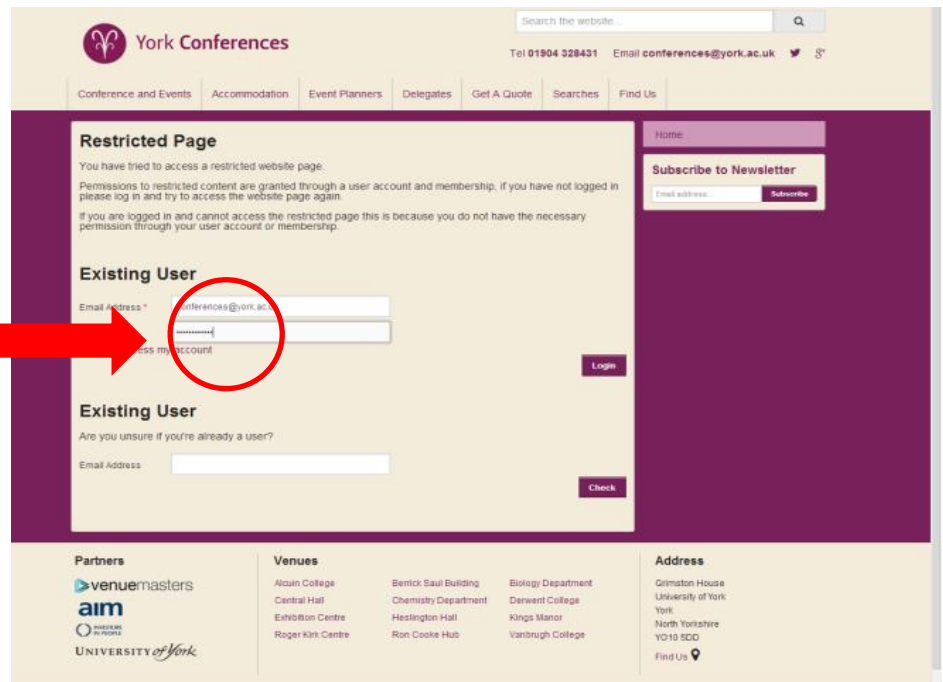 Search the website ...
York Conferences
Tel 01904 328431 Email conferences@york.ac.uk
Conference and Events Accommodation Event Planners Delegates Get A Quote Searches Find Us
Restricted Page
You have tried to access a restricted website page.
Permissions to restricted content are granted through a user account and membership, if you have not logged in
please log in and try to access the website page again.
If you are logged in and cannot access the restricted page this is because you do not have the necessary
permission through your user account or membership.
Home
Subscribe to Newsletter
Email address... Subscribe
Existing User
Email Address * conferences@york.ac.uk
my account
Login
Existing User
Are you unsure if you're already a user?
Email Address
Check
Partners
venuemasters
aim
INVESTORS
IN PEOPLE
UNIVERSITY of York
Venues
Alcuin College Berrick Saul Building Biology Department
Central Hall Chemistry Department Derwent College
Exhibition Centre Heslington Hall Kings Manor
Roger Kirk Centre Ron Cooke Hub Vanbrugh College
Address
Grimston House
University of York
York
North Yorkshire
YO10 5DD
Find Us